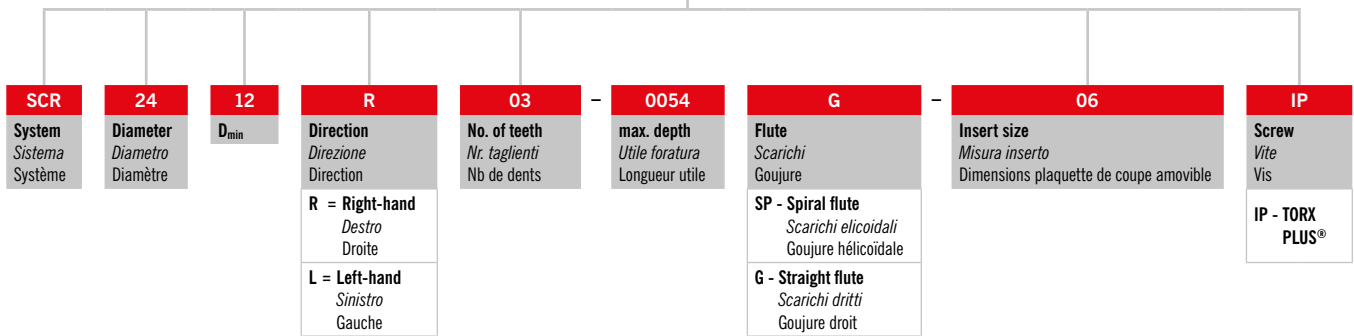 SCR 24 12 R 03 – 0054 G – 06 IP
System
Sistema
Système
Diameter
Diametro
Diamètre
Dmin
Direction
Direzione
Direction
R = Right-hand
Destro
Droite
L = Left-hand
Sinistro
Gauche
No. of teeth
Nr. taglienti
Nb de dents
max. depth
Utile foratura
Longueur utile
Flute
Scarichi
Goujure
SP - Spiral flute
Scarichi elicoidali
Goujure hélicoïdale
G - Straight flute
Scarichi dritti
Goujure droit
Insert size
Misura inserto
Dimensions plaquette de coupe amovible
Screw
Vite
Vis
IP - TORX
PLUS®